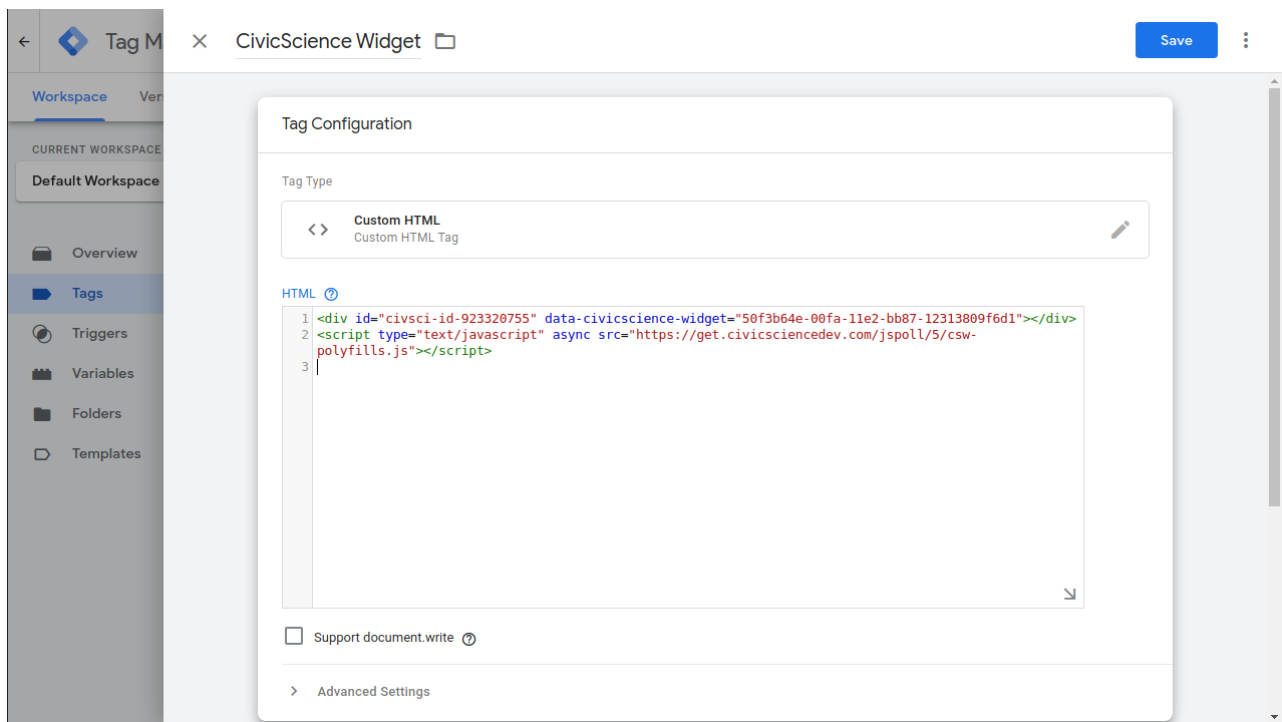 Tag M
CivicScience Widget
Save
Workspace Ver
Tag Configuration
CURRENT WORKSPACE
Default Workspace
Tag Type
Custom HTML
Custom HTML Tag
Overview
Tags
Triggers
Variables
Folders
Templates
HTML
1 <div id="civsci-id-923320755" data-civicscience-widget="50f3b64e-00fa-11e2-bb87-12313809f6d1"></div>
2 <script type="text/javascript" async src="https://get.civicsciencedev.com/jspoll/5/csw-
polyfills.js"></script>
3
Support document.write
Advanced Settings